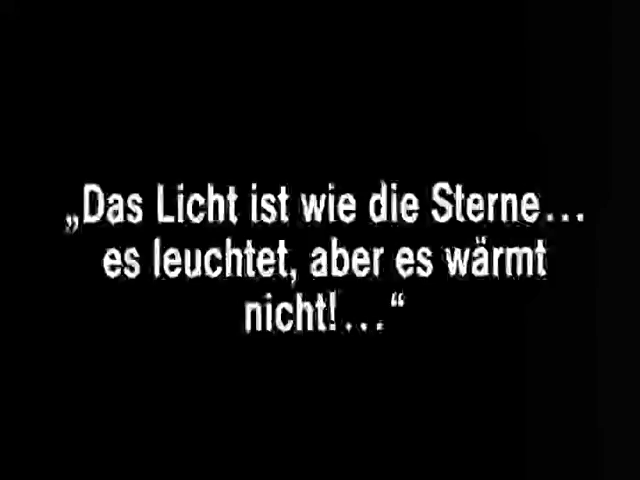 „Das Licht ist wie die Sterne...
es leuchtet, aber es wärmt
nicht!...“